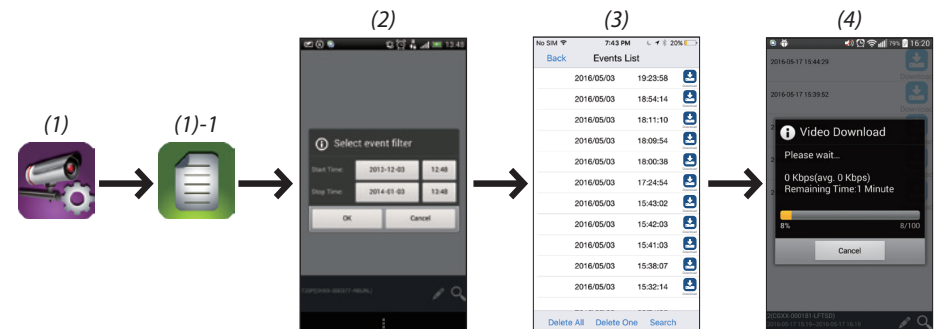 (2)
(3)
(4)
(1)
(1)-1
13:48
Select event filter
Start Time:
2013-12-03
12:48
Stop Time:
2014-01-03
13:48
OK
Cancel
No SIM
7:43 PM
20%
Back
Events List
2016/05/03 19:23:58
2016/05/03 18:54:14
2016/05/03 18:11:10
2016/05/03 18:09:54
2016/05/03 18:00:38
2016/05/03 17:24:54
2016/05/03 15:43:02
2016/05/03 15:42:03
2016/05/03 15:41:03
2016/05/03 15:38:07
2016/05/03 15:32:14
Delete All
Delete One
Search
79%
16:20
2016-05-17 15:44:29
Download
2016-05-17 15:39:52
Download
Video Download
Please wait...
0 Kbps(avg. 0 Kbps)
Remaining Time:1 Minute
8%
8/100
Cancel